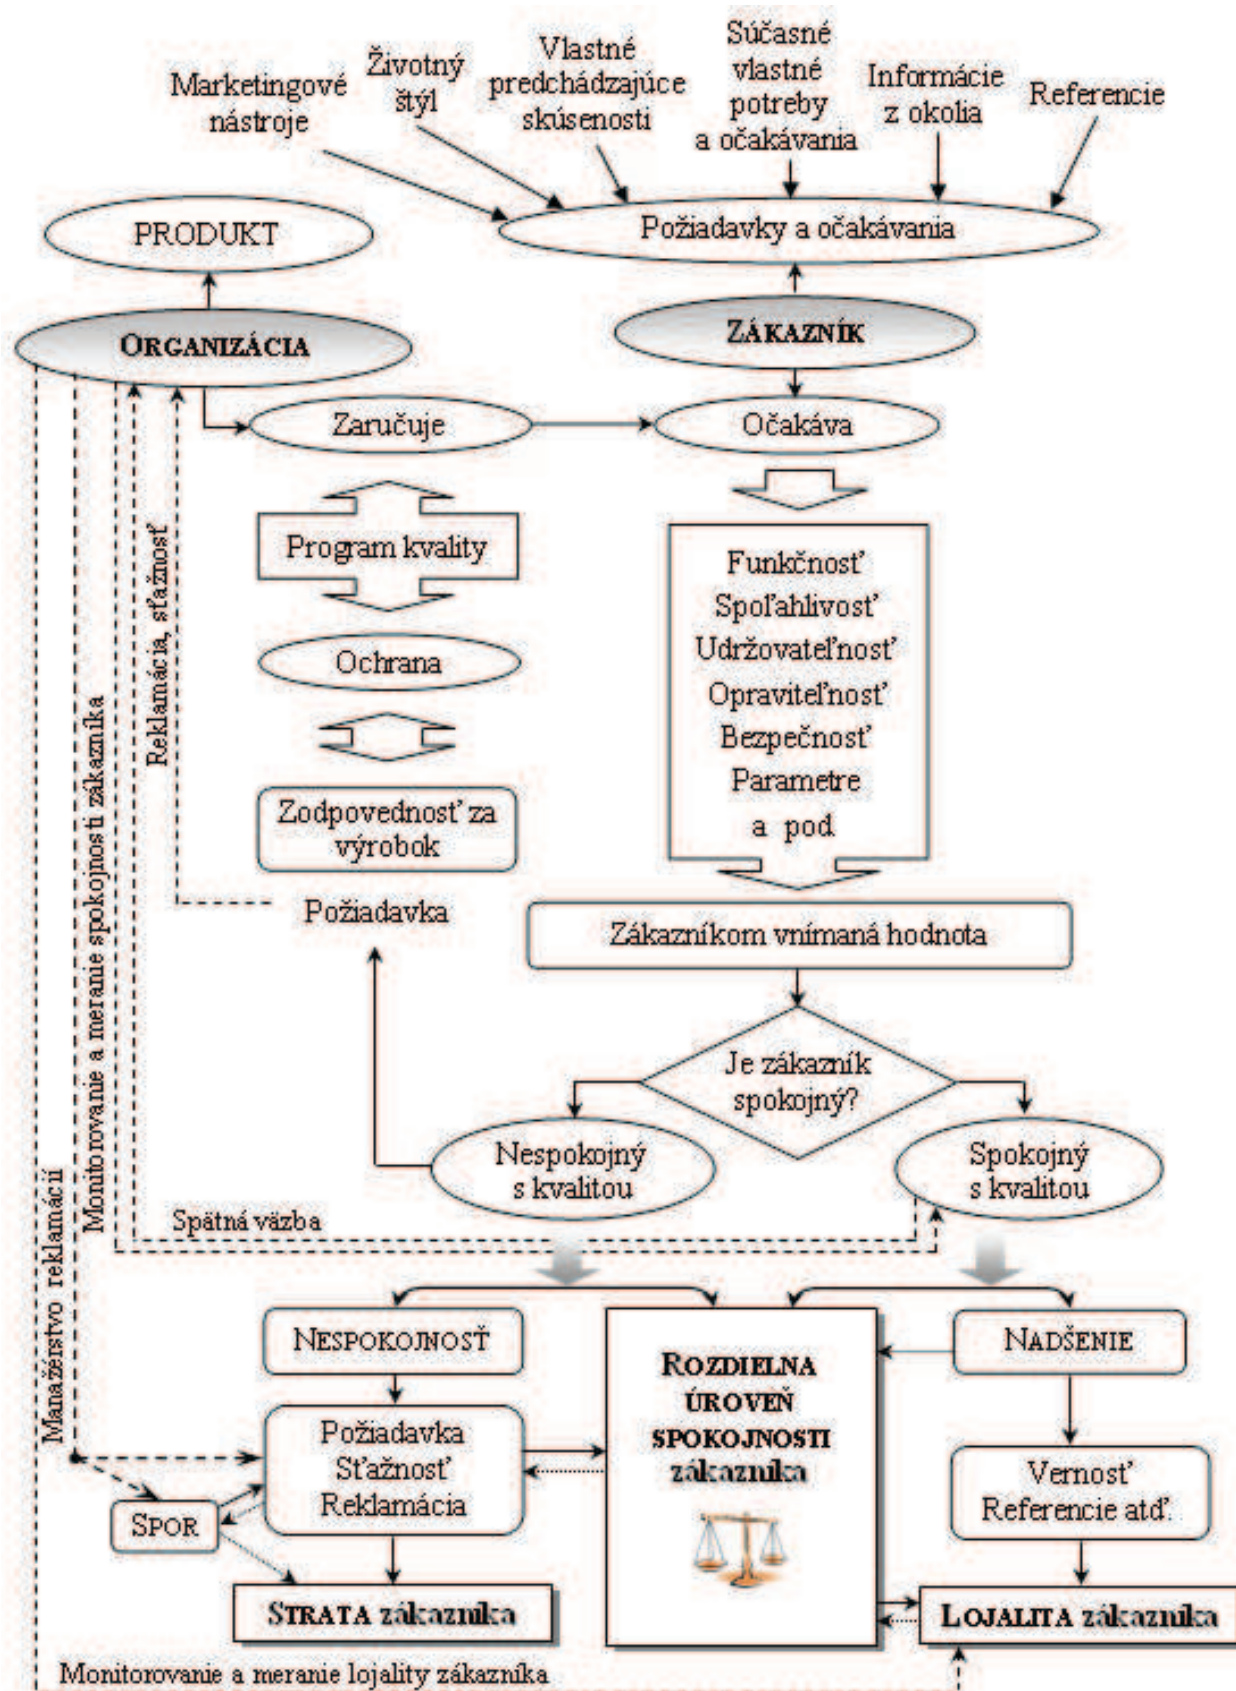 Marketingové
nástroje
Životný
štýl
Vlastné
predchádzajúce
skúsenosti
Súčasné
vlastné
potreby
a očakávania
Informácie
z okolia
Referencie
PRODUKT
Požiadavky a očakávania
ORGANIZÁCIA
ZÁKAZNÍK
Zaručuje
Očakáva
Program kvality
Ochrana
Zodpovednosť za
výrobok
Požiadavka
Reklamácia, sťažnosť
Monitorovanie a meranie spokojnosti zákazníka
Manažérstvo reklamácií
Funkčnosť
Spoľahlivosť
Udržovateľnosť
Opraviteľnosť
Bezpečnosť
Parametre
a pod
Zákazníkom vnímaná hodnota
Je zákazník
spokojný?
Nespokojný
s kvalitou
Spokojný
s kvalitou
Spätná väzba
NESPOKOJNOSŤ
ROZDIELNA
ÚROVEŇ
SPOKOJNOSTI
zákazníka
NADŠENIE
Požiadavka
Sťažnosť
Reklamácia
Vernosť
Referencie atď.
SPOR
STRATA zákazníka
LOJALITA zákazníka
Monitorovanie a meranie lojality zákazníka